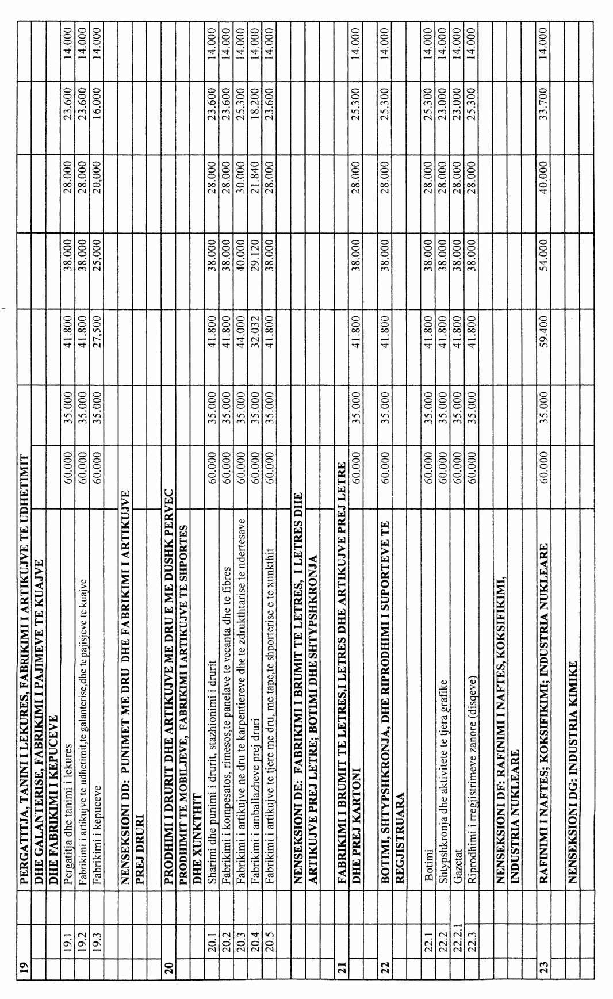 19 PERGATITJA, TANINI I LEKURES, FABRIKIMI I ARTIKUJVE TE UDHETIMIT
DHE GALANTERISE, FABRIKIMI I PAJIMEVE TE KUAJVE
DHE FABRIKIMI I KEPUCEVE
19.1 Pergatitja dhe tanimi i lekures 60.000 35.000 41.800 38.000 28.000 23.600 14.000
19.2 Fabrikimi i artikujve te udhetimit,te galanterise,dhe te pajisjeve te kuajve 60.000 35.000 41.800 38.000 28.000 23.600 14.000
19.3 Fabrikimi i kepuceve 60.000 35.000 27,500 25,000 20,000 16.000 14.000
NENSEKSIONI DD: PUNIMET ME DRU DHE FABRIKIMI I ARTIKUJVE
PREJ DRURI
20 PRODHIMI I DRURIT DHE ARTIKUJVE ME DRU E ME DUSHK PERVEC
PRODHIMIT TE MOBILJEVE, FABRIKIMI I ARTIKUJVE TE SHPORTES
DHE XUNKTHIT
20.1 Sharimi dhe punimi i drurit, stazhionimi i drurit 60.000 35.000 41.800 38.000 28.000 23.600 14.000
20.2 Fabrikimi i kompesatos, rimesos,te panelave te vecanta dhe te fibres 60.000 35.000 41.800 38.000 28.000 23.600 14.000
20.3 Fabrikimi i artikujve ne dru te karpentiereve dhe te zdrukthtarise te ndertesave 60.000 35.000 44.000 40.000 30.000 25.300 14.000
20.4 Fabrikimi i amballazheve prej druri 60.000 35.000 32.032 29.120 21.840 18.200 14.000
20.5 Fabrikimi i artikujve te tjere me dru, me tape,te shporterise e te xunkthit 60.000 35.000 41.800 38.000 28.000 23.600 14.000
NENSEKSIONI DE: FABRIKIMI I BRUMIT TE LETRES, I LETRES DHE
ARTIKUJVE PREJ LETRE; BOTIMI DHE SHTYPSHKRONJA
21 FABRIKIMI I BRUMIT TE LETRES,I LETRES DHE ARTIKUJVE PREJ LETRE
DHE PREJ KARTONI 60.000 35.000 41.800 38.000 28.000 25.300 14.000
22 BOTIMI, SHTYPSHKRONJA, DHE RIPRODHIMI I SUPORTEVE TE 60.000 35.000 41.800 38.000 28.000 25.300 14.000
REGJISTRUARA
22.1 Botimi 60.000 35.000 41.800 38.000 28.000 25.300 14.000
22.2 Shtypshkronja dhe aktivitete te tjera grafike 60.000 35.000 41.800 38.000 28.000 23.000 14.000
22.2.1 Gazetat 60.000 35.000 41.800 38.000 28.000 23.000 14.000
22.3 Riprodhimi i rregjistrimeve zanore (disqeve) 60.000 35.000 41.800 38.000 28.000 25.300 14.000
NENSEKSIONI DF: RAFINIMI I NAFTES, KOKSIFIKIMI,
INDUSTRIA NUKLEARE
23 RAFINIMI I NAFTES; KOKSIFIKIMI; INDUSTRIA NUKLEARE 60.000 35.000 59.400 54.000 40.000 33.700 14.000
NENSEKSIONI DG: INDUSTRIA KIMIKE